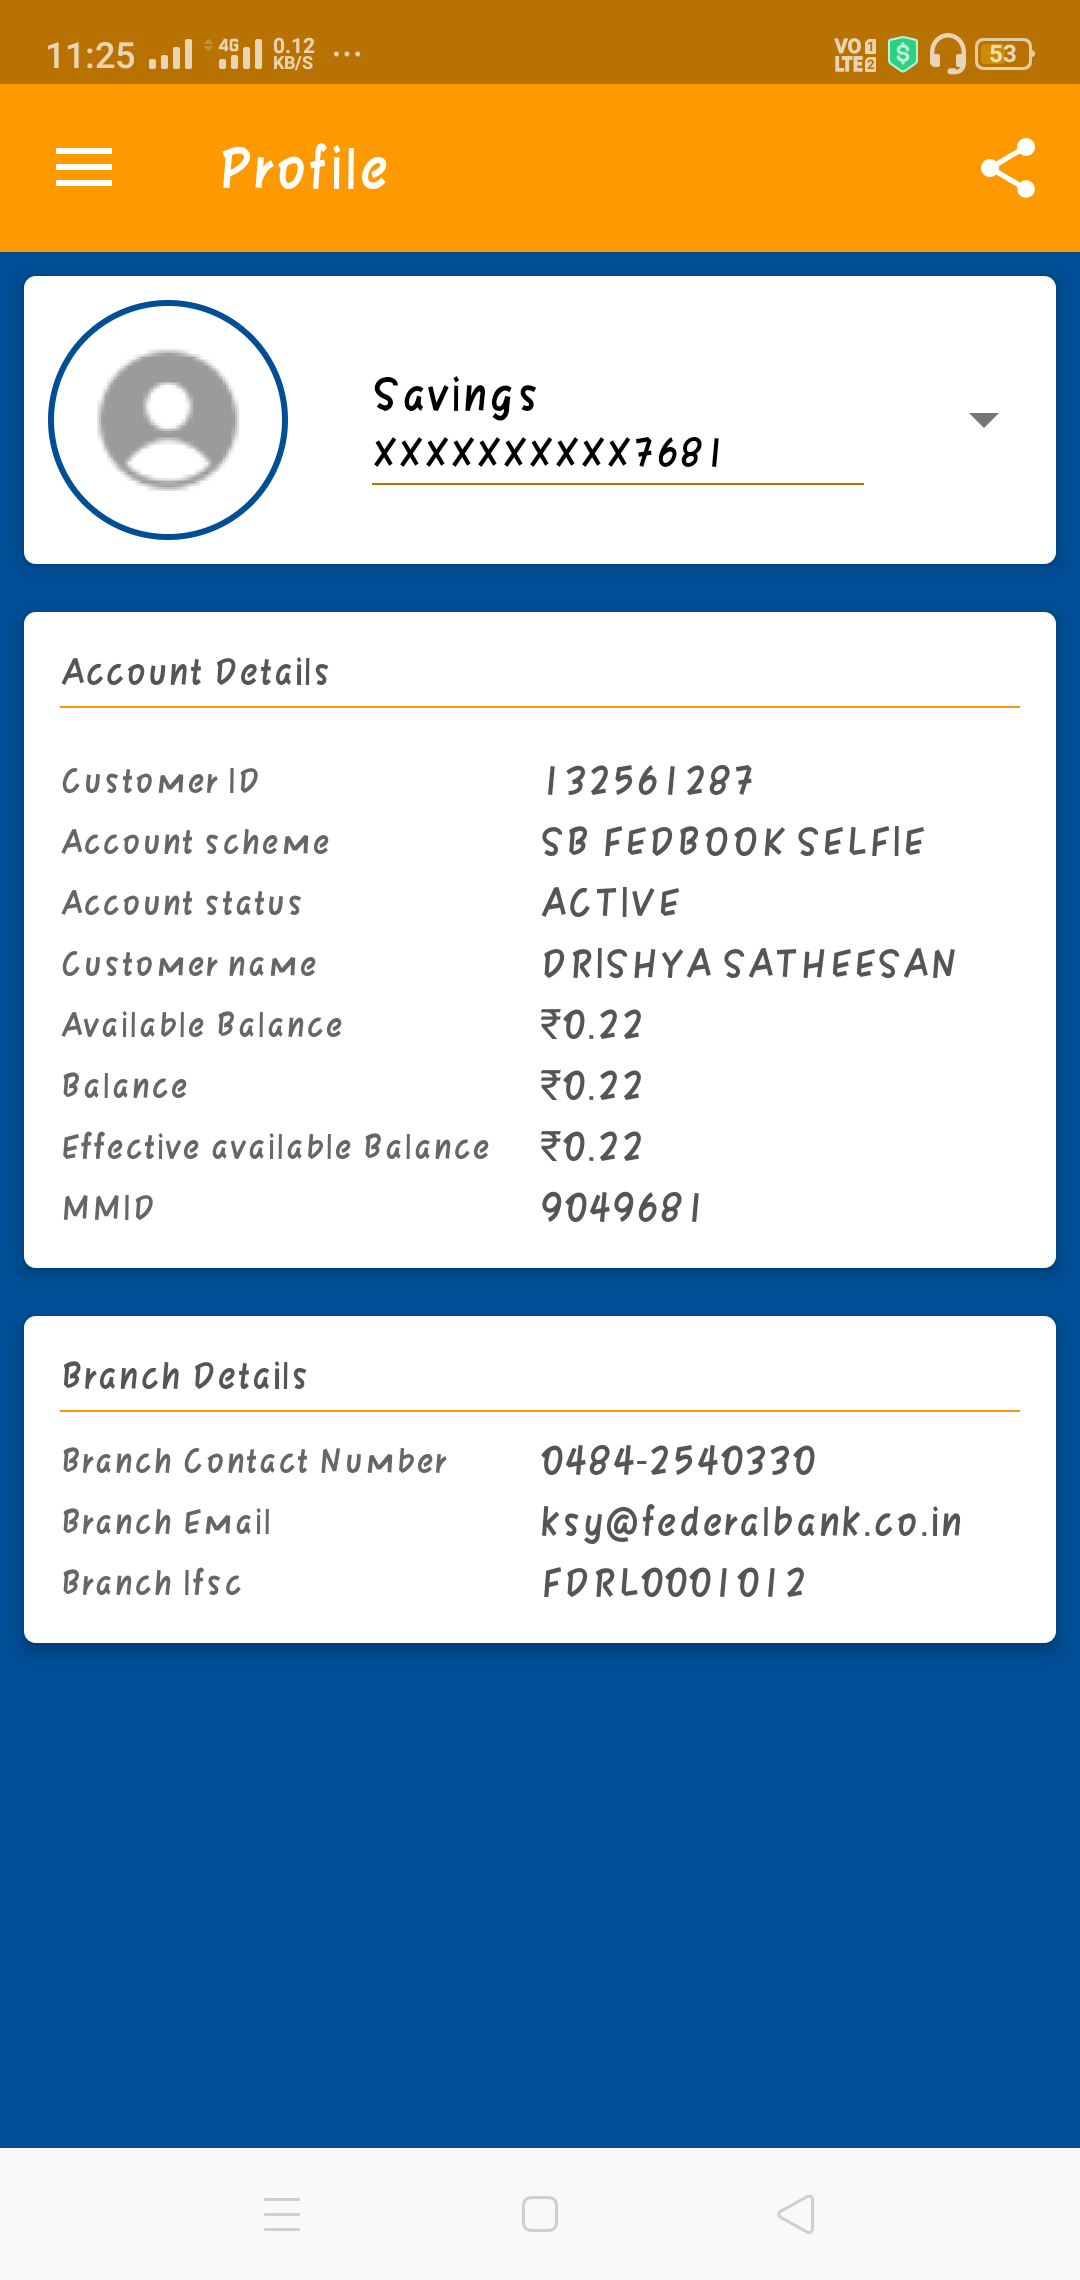 11:25 4G 0.12 KB/S ... VO LTE 1 2 53
Profile
Savings
XXXXXXXXXX7681
Account Details
Customer ID 132561287
Account scheme SB FEDBOOK SELFIE
Account status ACTIVE
Customer name DRISHYA SATHEESAN
Available Balance ₹0.22
Balance ₹0.22
Effective available Balance ₹0.22
MMID 9049681
Branch Details
Branch Contact Number 0484-2540330
Branch Email ksy@federalbank.co.in
Branch Ifsc FDRL0001012